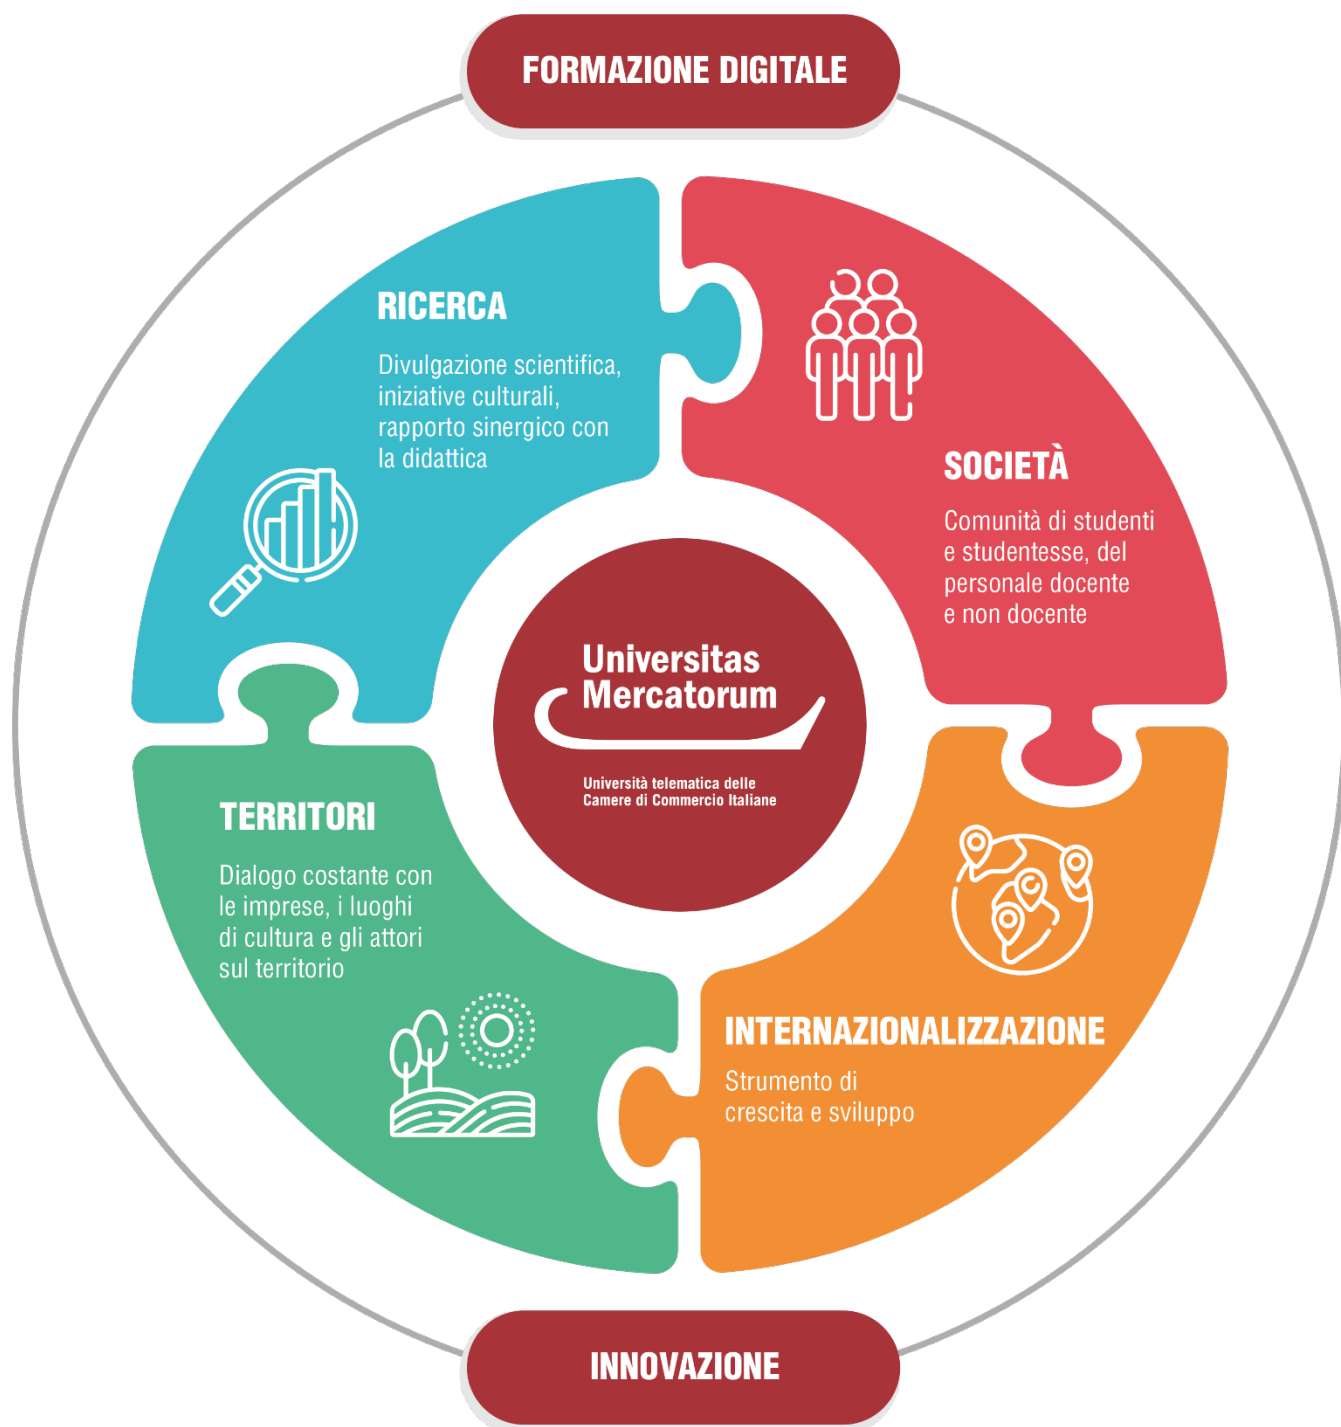 FORMAZIONE DIGITALE
RICERCA
Divulgazione scientifica,
iniziative culturali,
rapporto sinergico con
la didattica
SOCIETÀ
Comunità di studenti
e studentesse, del
personale docente
e non docente
Universitas
Mercatorum
Università telematica delle
Camere di Commercio Italiane
TERRITORI
Dialogo costante con
le imprese, i luoghi
di cultura e gli attori
sul territorio
INTERNAZIONALIZZAZIONE
Strumento di
crescita e sviluppo
INNOVAZIONE